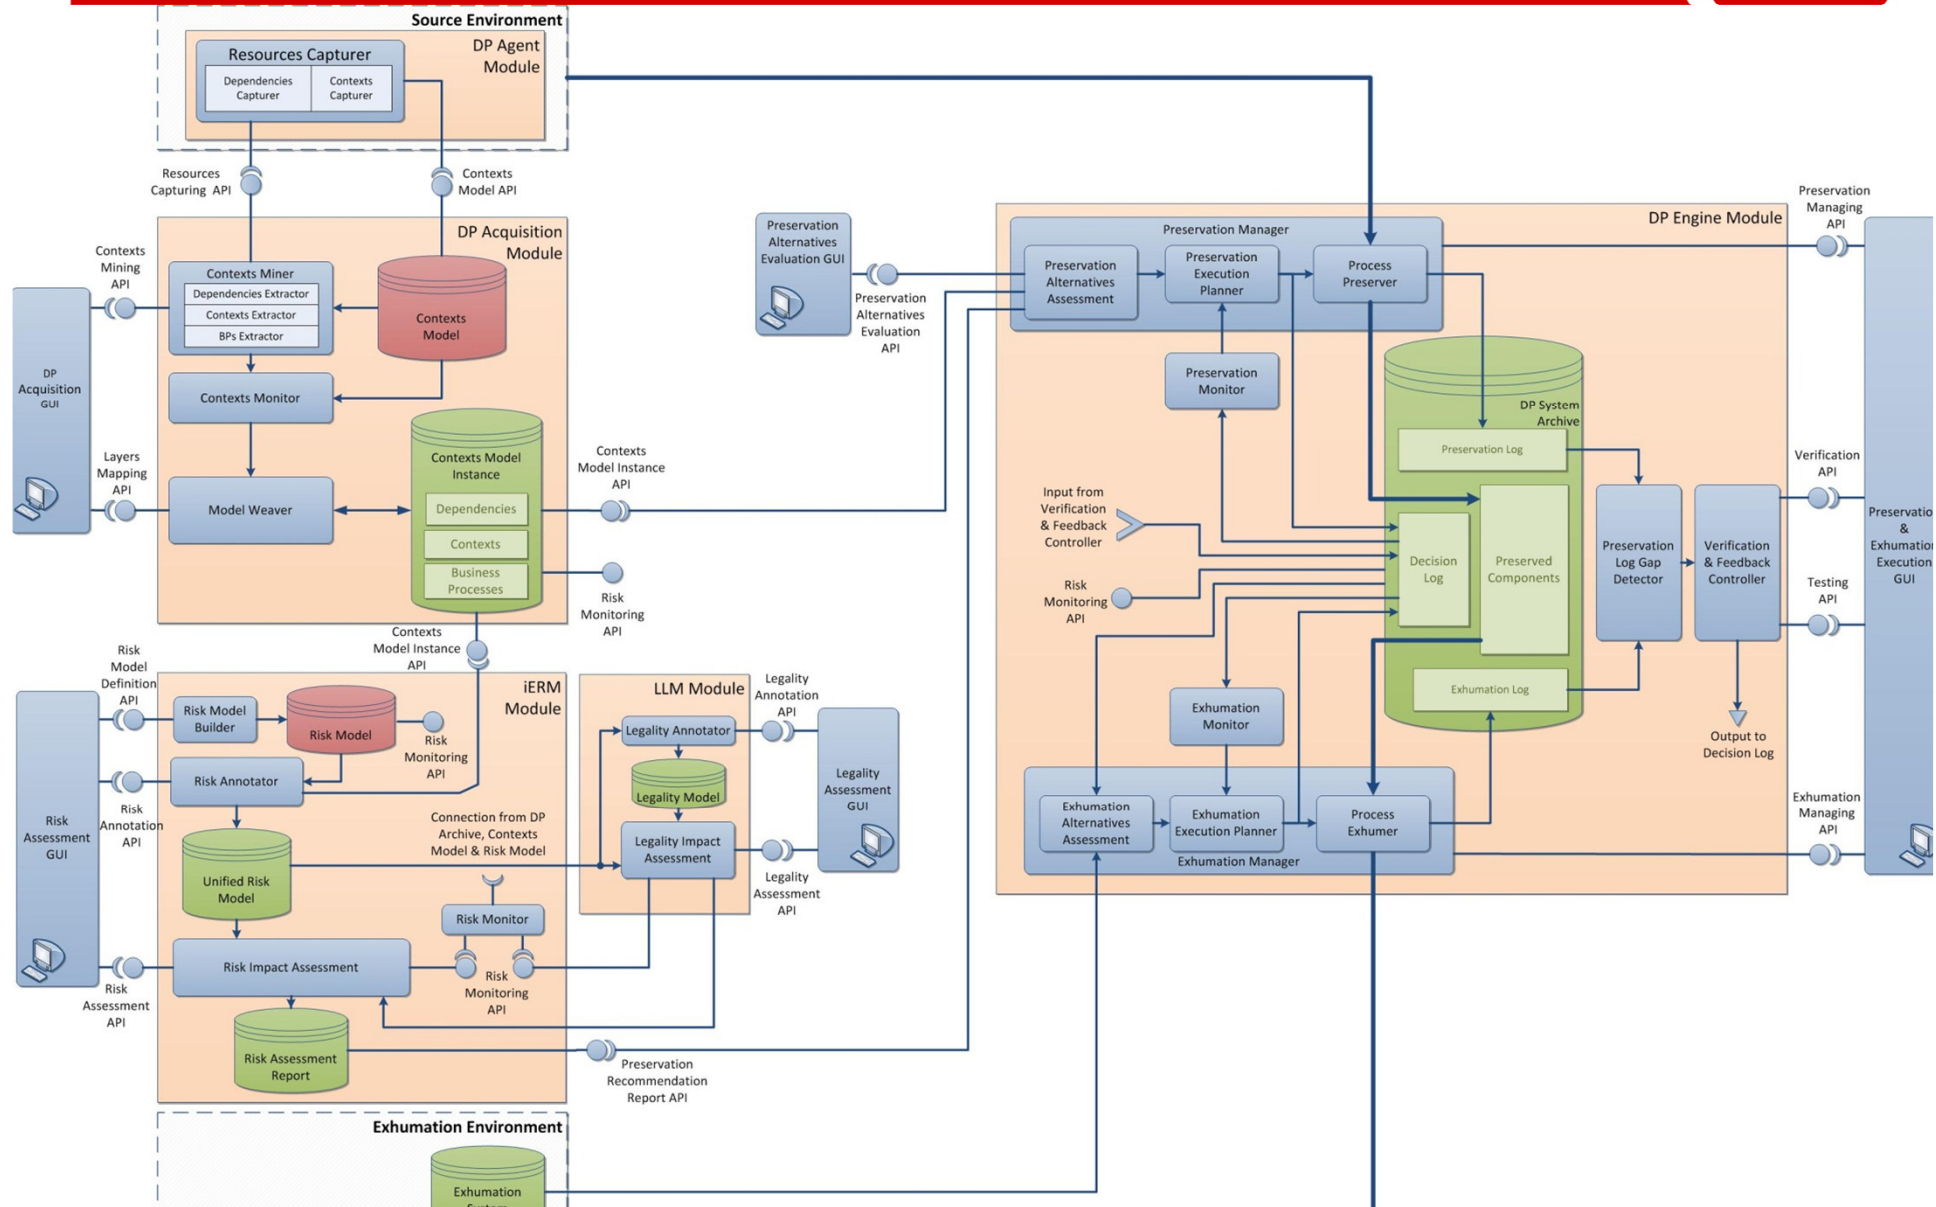 Source Environment
DP Agent
Module
Resources Capturer
Dependencies
Capturer
Contexts
Capturer
Resources
Capturing API
Contexts
Model API
DP Acquisition
Module
Contexts
Mining
API
Contexts Miner
Dependencies Extractor
Contexts Extractor
BPs Extractor
Contexts
Model
Contexts Monitor
DP
Acquisition
GUI
Layers
Mapping
API
Model Weaver
Contexts Model
Instance
Dependencies
Contexts
Business
Processes
Contexts
Model Instance
API
Risk
Monitoring
API
Contexts
Model Instance
API
Preservation
Alternatives
Evaluation GUI
Preservation
Alternatives
Evaluation
API
DP Engine Module
Preservation Manager
Preservation
Alternatives
Assessment
Preservation
Execution
Planner
Process
Preserver
Preservation
Managing
API
Preservation
Monitor
DP System
Archive
Preservation Log
Input from
Verification
& Feedback
Controller
Risk
Monitoring
API
Decision
Log
Preserved
Components
Preservation
Log Gap
Detector
Verification
& Feedback
Controller
Verification
API
Testing
API
&
Exhumation
Execution
GUI
Exhumation Log
Output to
Decision Log
Exhumation
Monitor
Exhumation
Alternatives
Assessment
Exhumation
Execution Planner
Process
Exhumer
Exhumation Manager
Exhumation
Managing
API
Risk
Model
Definition
API
iERM
Module
Risk Model
Builder
Risk Model
Risk
Monitoring
API
Risk Annotator
Risk
Annotation
API
Risk
Assessment
GUI
Connection from DP
Archive, Contexts
Model & Risk Model
Unified Risk
Model
Risk Monitor
Risk
Monitoring
API
Risk Impact Assessment
Risk
Assessment
API
Risk Assessment
Report
LLM Module
Legality
Annotation
API
Legality Annotator
Legality Model
Legality Impact
Assessment
Legality
Assessment
GUI
Legality
Assessment
API
Preservation
Recommendation
Report API
Exhumation Environment
Exhumation